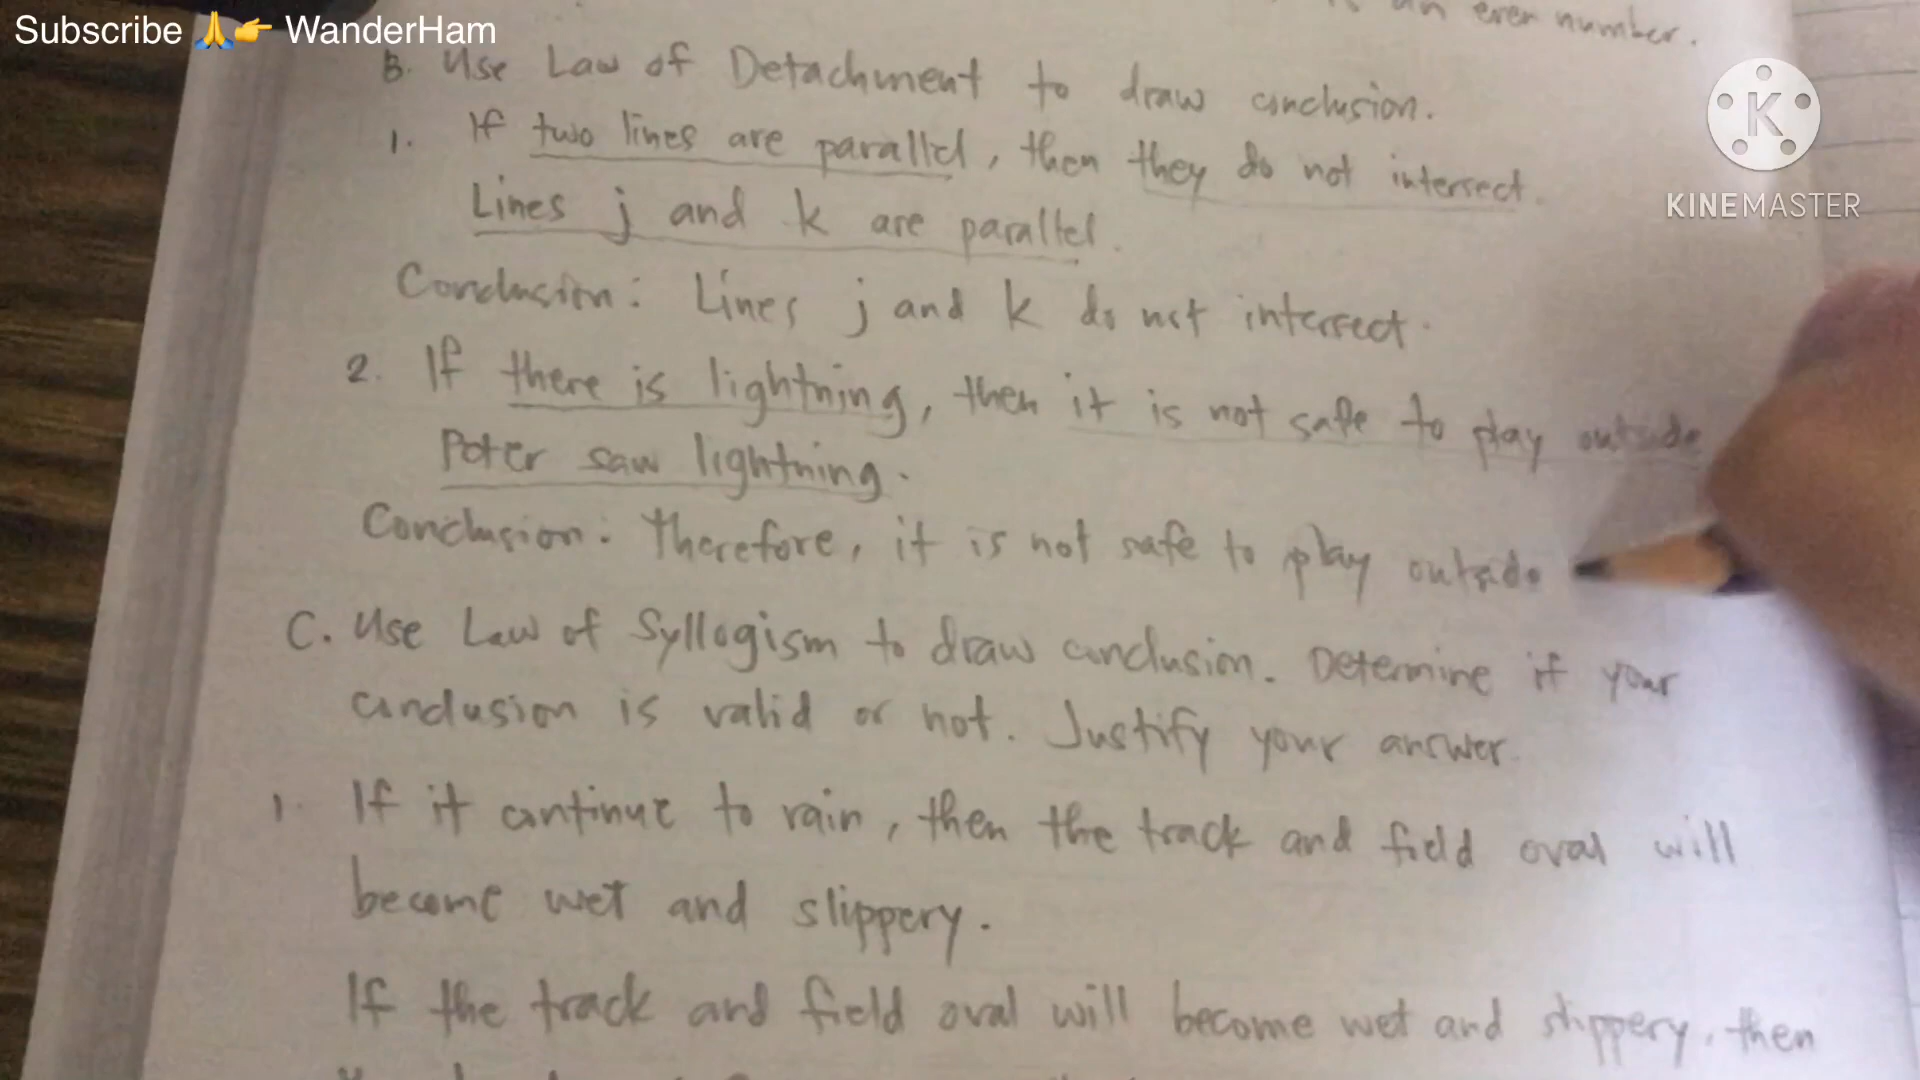 Subscribe 🙏👉 WanderHam
an even number.
B. Use Law of Detachment to draw conclusion.
KINEMASTER
1. If two lines are parallel, then they do not intersect.
Lines j and k are parallel.
Conclusion: Lines j and k do not intersect.
2. If there is lightning, then it is not safe to play outside
Peter saw lightning.
Conclusion: Therefore, it is not safe to play outside
C. Use Law of Syllogism to draw conclusion. Determine if your
conclusion is valid or not. Justify your answer.
1. If it continue to rain, then the track and field oval will
become wet and slippery.
If the track and field oval will become wet and slippery, then